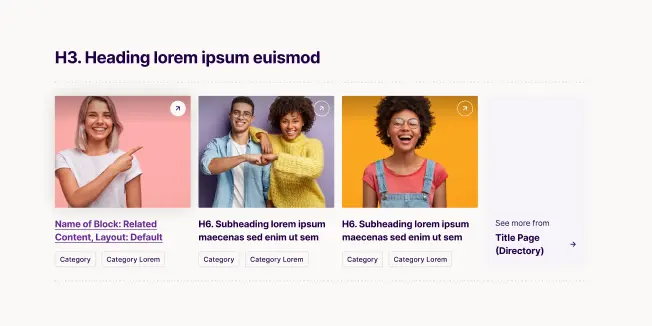 H3. Heading lorem ipsum euismod
Name of Block: Related
Content, Layout: Default
Category
Category Lorem
H6. Subheading lorem ipsum
maecenas sed enim ut sem
Category
Category Lorem
H6. Subheading lorem ipsum
maecenas sed enim ut sem
Category
Category Lorem
See more from
Title Page
(Directory)